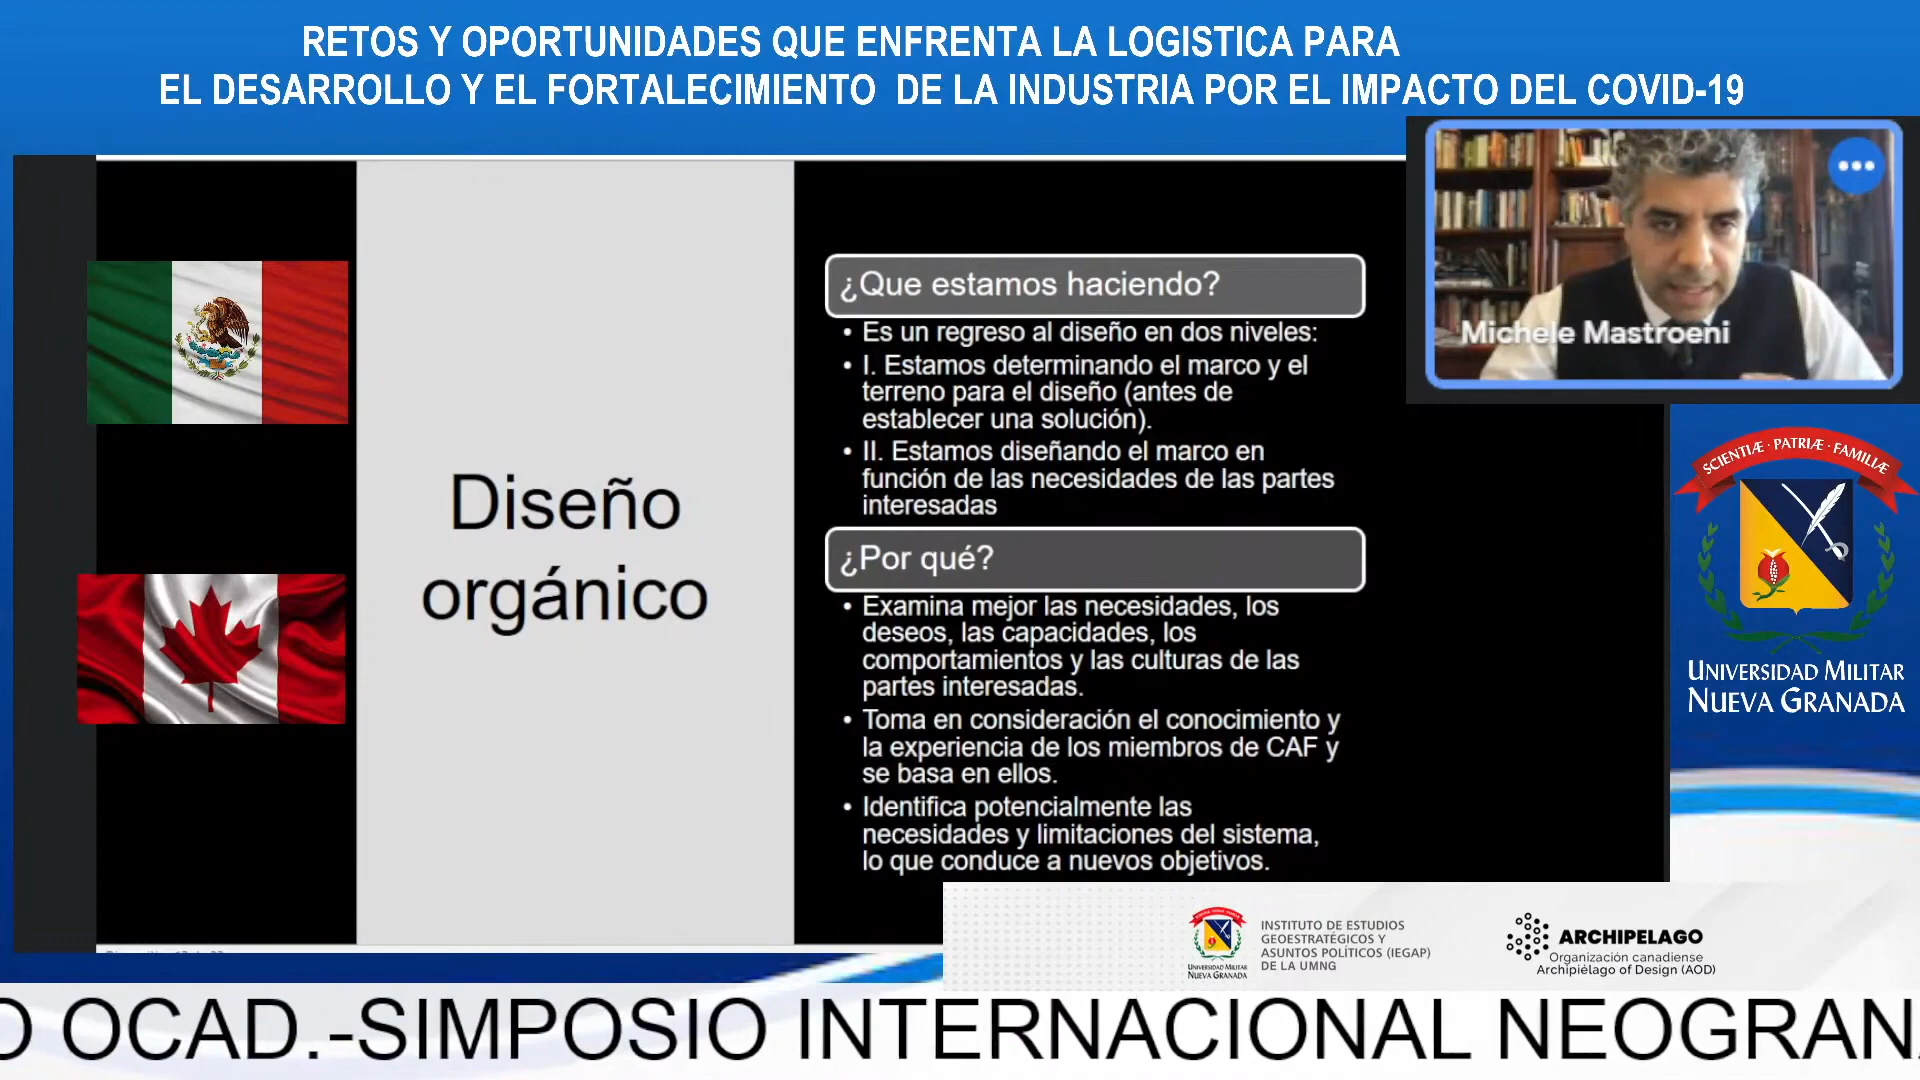 RETOS Y OPORTUNIDADES QUE ENFRENTA LA LOGISTICA PARA
EL DESARROLLO Y EL FORTALECIMIENTO DE LA INDUSTRIA POR EL IMPACTO DEL COVID-19
Michele Mastroeni
Diseño
orgánico
¿Que estamos haciendo?
• Es un regreso al diseño en dos niveles:
• I. Estamos determinando el marco y el
terreno para el diseño (antes de
establecer una solución).
• II. Estamos diseñando el marco en
función de las necesidades de las partes
interesadas
¿Por qué?
• Examina mejor las necesidades, los
deseos, las capacidades, los
comportamientos y las culturas de las
partes interesadas.
• Toma en consideración el conocimiento y
la experiencia de los miembros de CAF y
se basa en ellos.
• Identifica potencialmente las
necesidades y limitaciones del sistema,
lo que conduce a nuevos objetivos.
SCIENTIÆ · PATRIÆ · FAMILIÆ
UNIVERSIDAD MILITAR
NUEVA GRANADA
UNIVERSIDAD MILITAR
NUEVA GRANADA
INSTITUTO DE ESTUDIOS
GEOESTRATÉGICOS Y
ASUNTOS POLÍTICOS (IEGAP)
DE LA UMNG
ARCHIPELAGO
Organización canadiense
Archipiélago of Design (AOD)
O OCAD.-SIMPOSIO INTERNACIONAL NEOGRAN